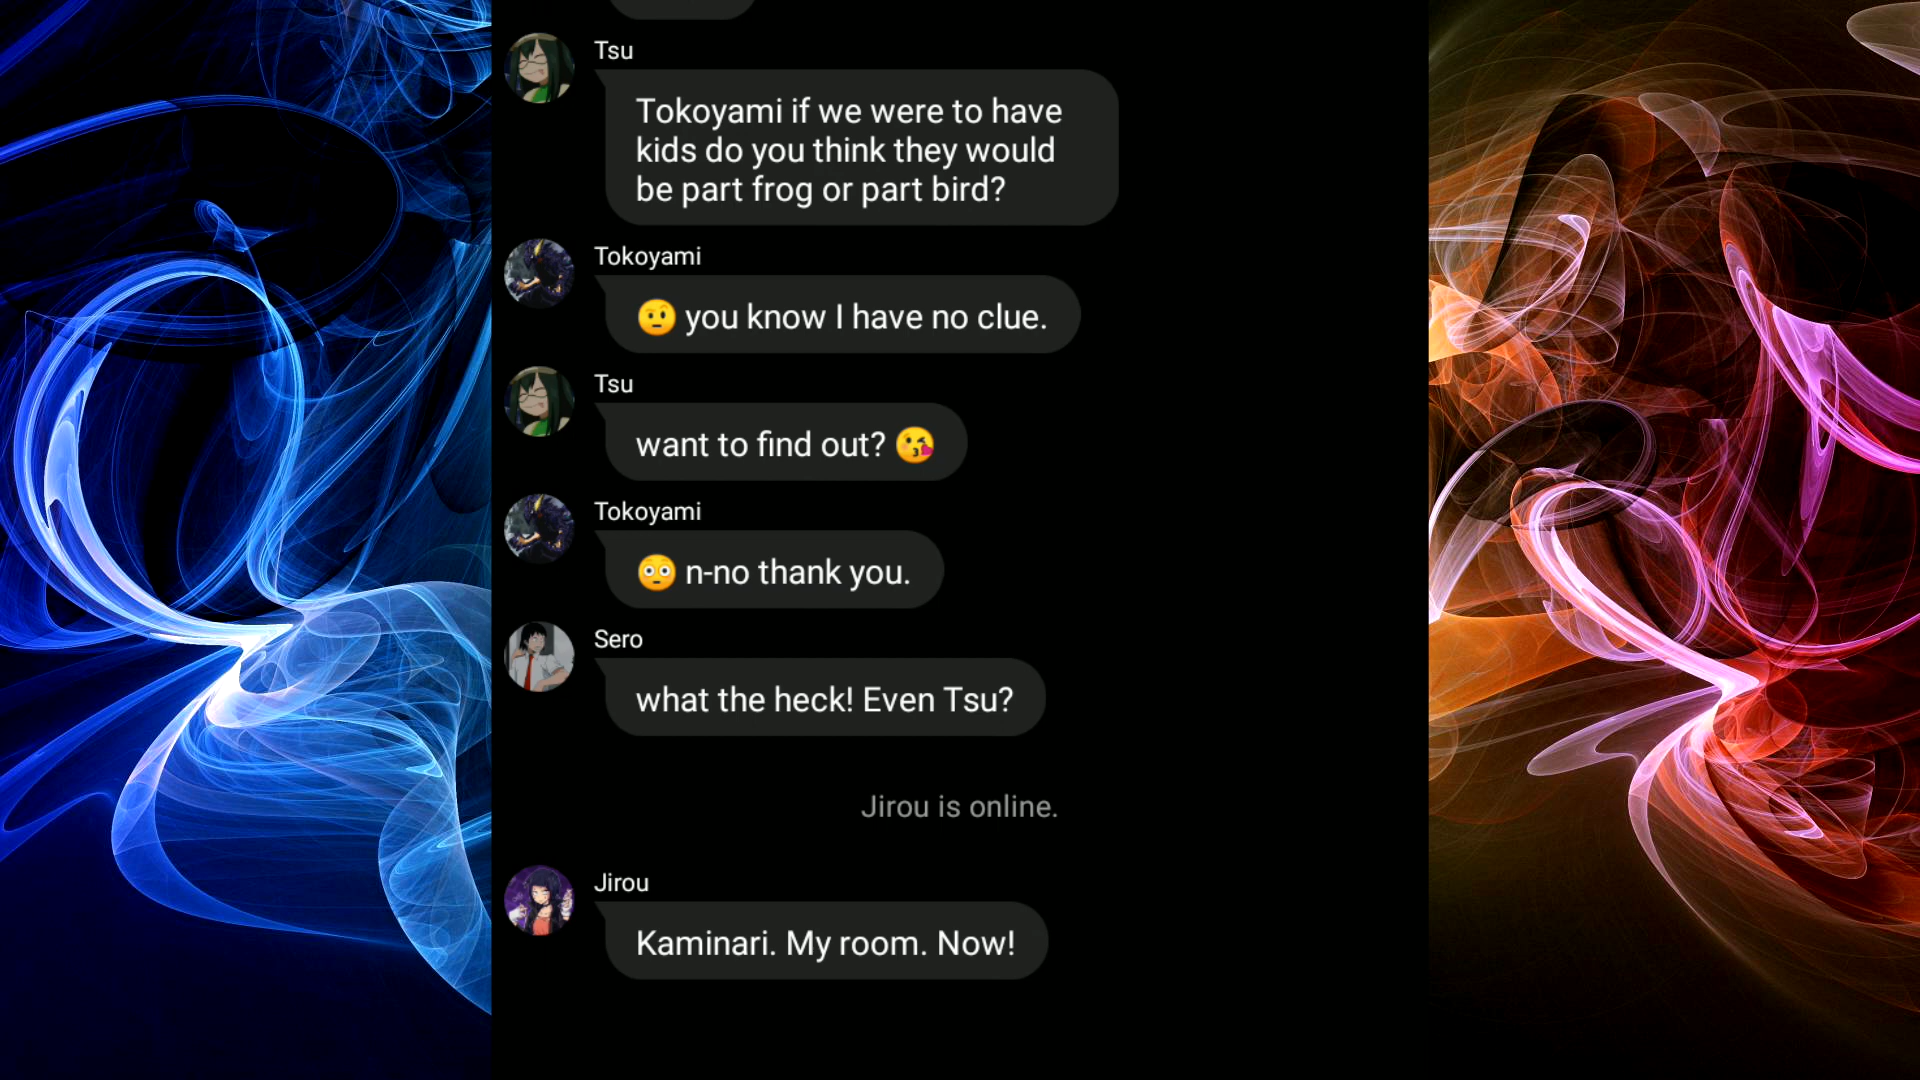 Tsu
Tokoyami if we were to have
kids do you think they would
be part frog or part bird?
Tokoyami
🤨 you know I have no clue.
Tsu
want to find out? 😘
Tokoyami
😳 n-no thank you.
Sero
what the heck! Even Tsu?
Jirou is online.
Jirou
Kaminari. My room. Now!